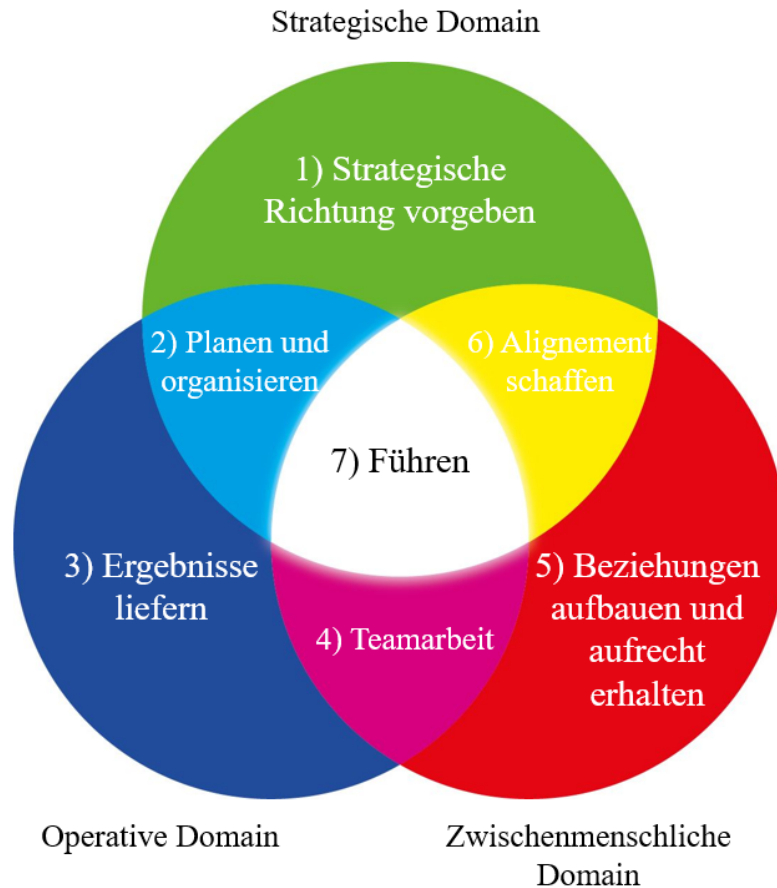 Strategische Domain
1) Strategische
Richtung vorgeben
2) Planen und
organisieren
6) Alignement
schaffen
7) Führen
3) Ergebnisse
liefern
5) Beziehungen
aufbauen und
aufrecht
erhalten
4) Teamarbeit
Operative Domain
Zwischenmenschliche
Domain